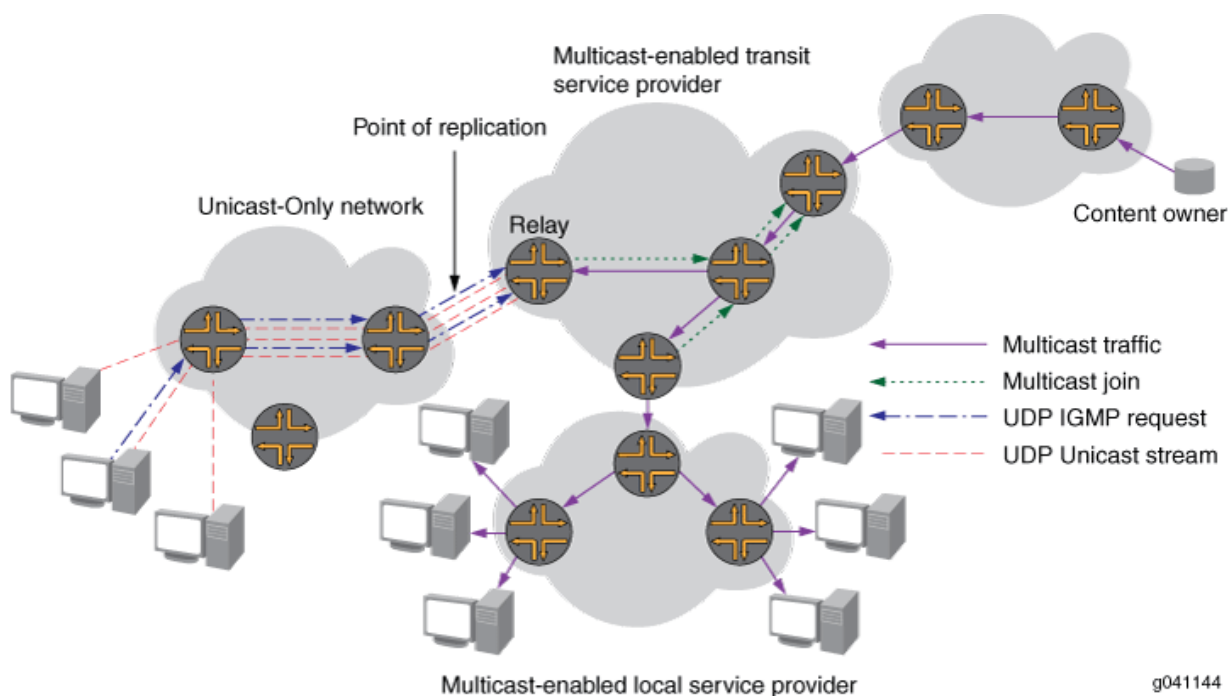 Multicast-enabled transit
service provider
Point of replication
Unicast-Only network
Relay
Content owner
Multicast traffic
Multicast join
UDP IGMP request
UDP Unicast stream
Multicast-enabled local service provider
g041144